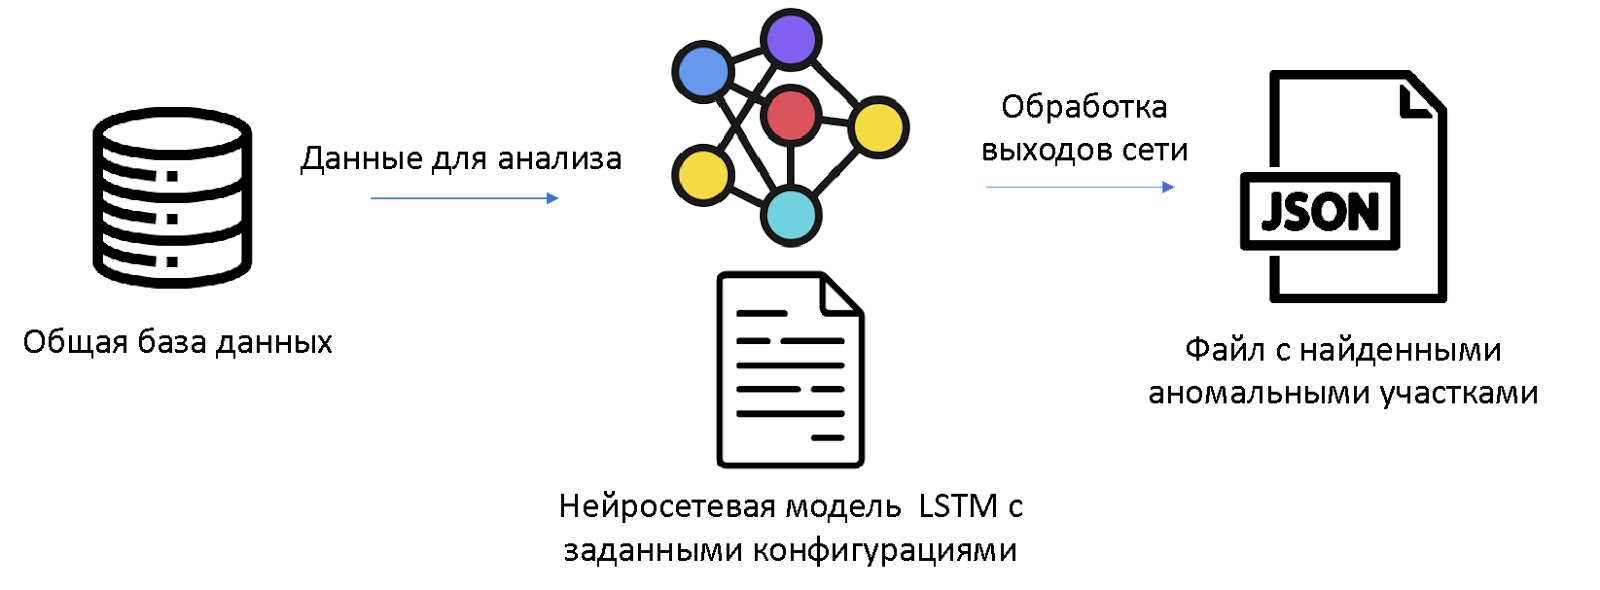 Общая база данных
Данные для анализа
Нейросетевая модель LSTM с
заданными конфигурациями
Обработка
выходов сети
JSON
Файл с найденными
аномальными участками